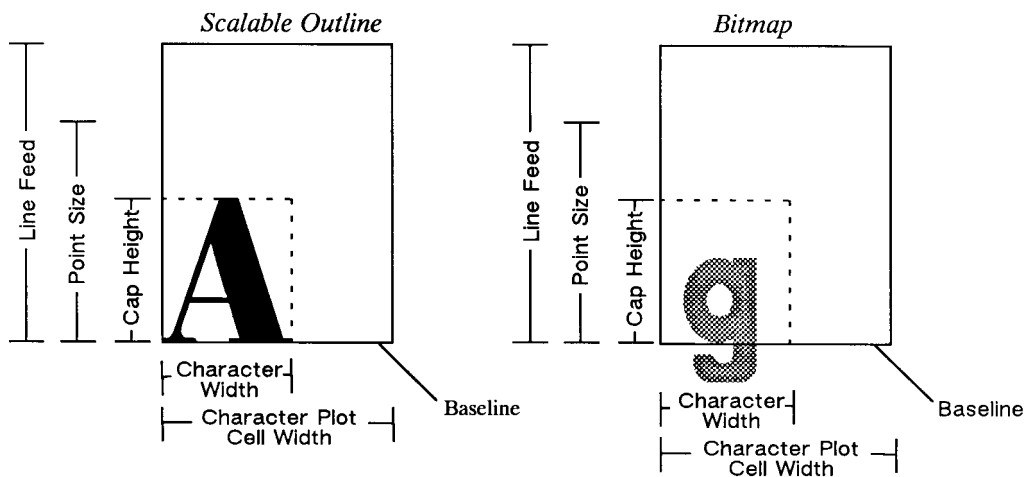 Scalable Outline
Line Feed
Point Size
Cap Height
A
Character
Width
Character Plot
Cell Width
Baseline
Bitmap
Line Feed
Point Size
Cap Height
g
Character
Width
Character Plot
Cell Width
Baseline